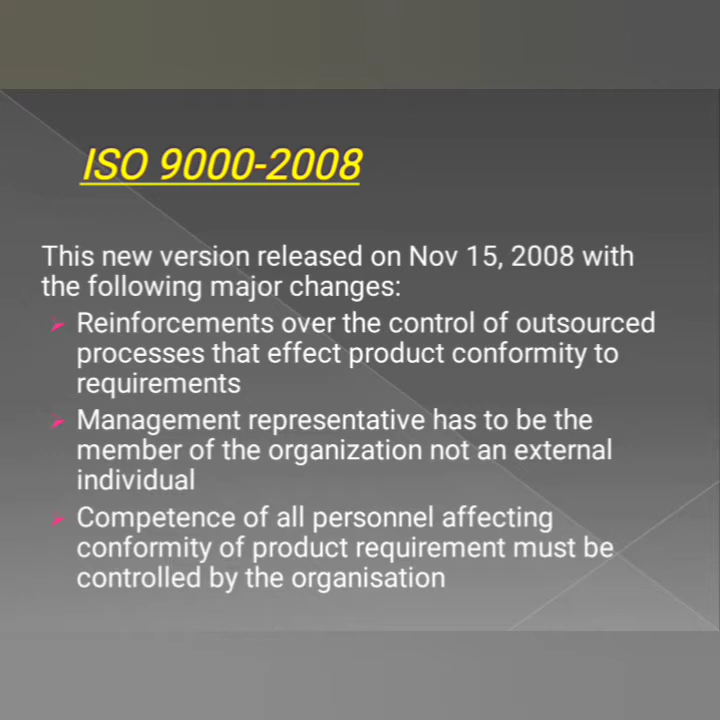 ISO 9000-2008
This new version released on Nov 15, 2008 with
the following major changes:
Reinforcements over the control of outsourced
processes that effect product conformity to
requirements
Management representative has to be the
member of the organization not an external
individual
Competence of all personnel affecting
conformity of product requirement must be
controlled by the organisation